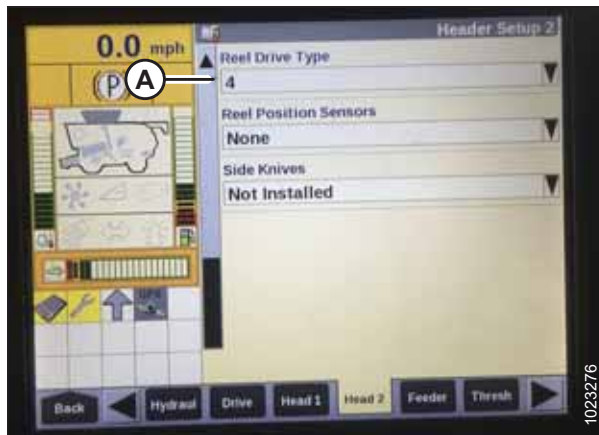 Header Setup 2
0.0 mph
(P)
A
Reel Drive Type
4
Reel Position Sensors
None
Side Knives
Not Installed
GPS
Back
Hydraul
Drive
Head 1
Head 2
Feeder
Thresh
1023276